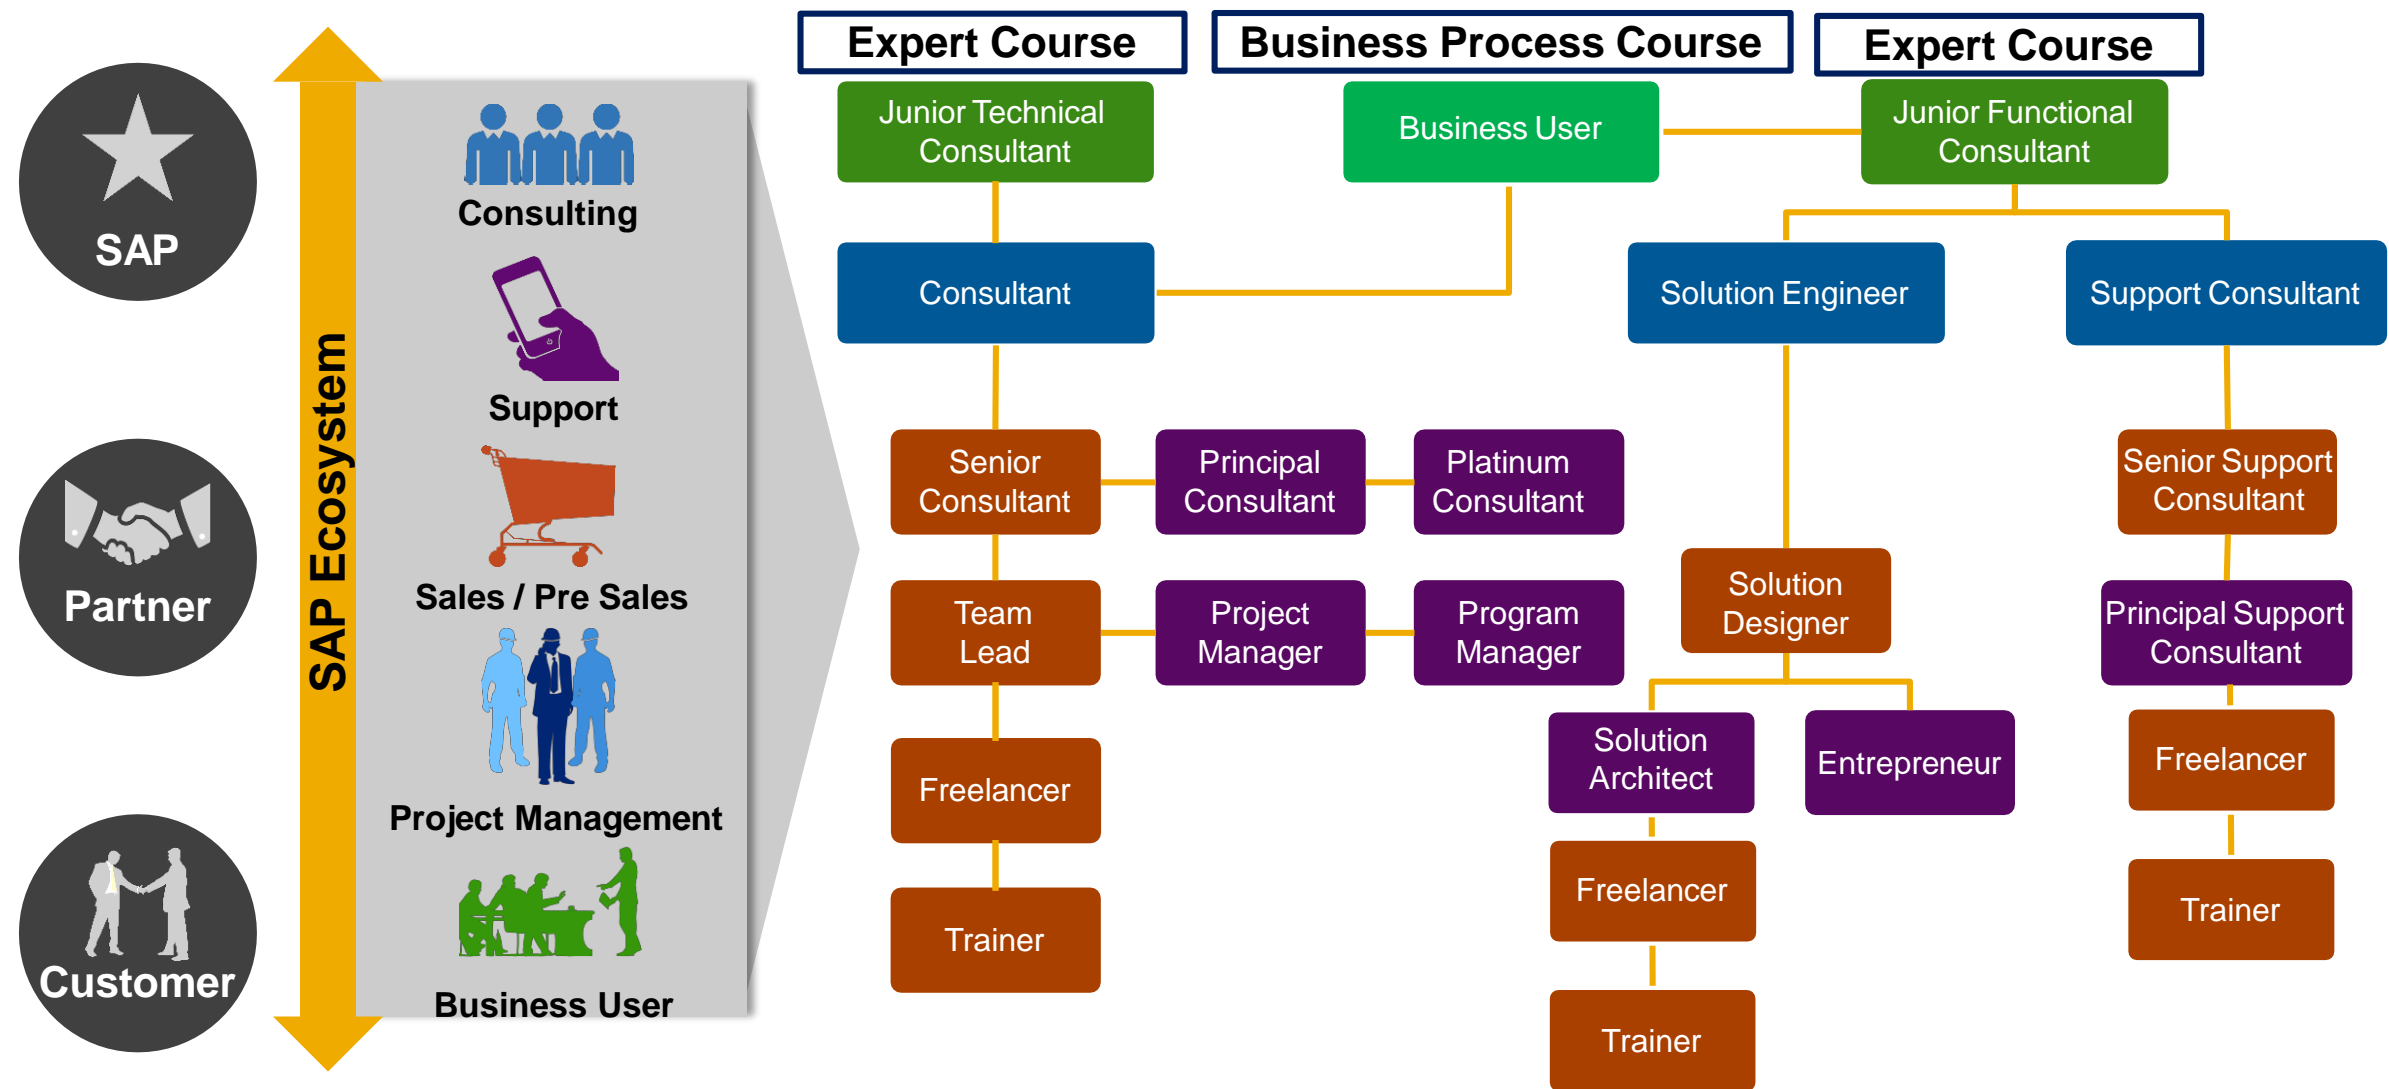 SAP
Partner
Customer
SAP Ecosystem
Consulting
Support
Sales / Pre Sales
Project Management
Business User
Expert Course
Business Process Course
Expert Course
Junior Technical
Consultant
Business User
Junior Functional
Consultant
Consultant
Solution Engineer
Support Consultant
Senior
Consultant
Principal
Consultant
Platinum
Consultant
Senior Support
Consultant
Team
Lead
Project
Manager
Program
Manager
Solution
Designer
Principal Support
Consultant
Freelancer
Solution
Architect
Entrepreneur
Freelancer
Trainer
Freelancer
Trainer
Trainer